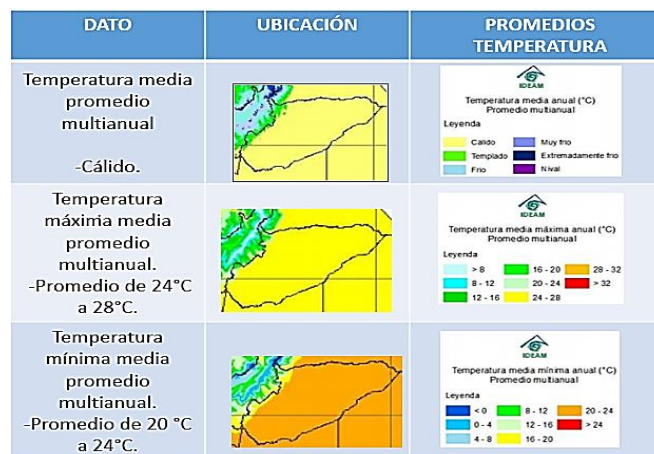 DATO
UBICACIÓN
PROMEDIOS
TEMPERATURA
Temperatura media
promedio
multianual
-Cálido.
IDEAM
Temperatura media anual (°C)
Promedio multianual
Leyenda
Calido
Muy frio
Templado
Extremadamente frio
Frio
Nival
Temperatura
máxima media
promedio
multianual.
-Promedio de 24°C
a 28°C.
IDEAM
Temperatura media máxima anual (°C)
Promedio multianual
Leyenda
> 8
16 - 20
28 - 32
8 - 12
20 - 24
> 32
12 - 16
24 - 28
Temperatura
mínima media
promedio
multianual.
-Promedio de 20 °C
a 24°C.
IDEAM
Temperatura media mínima anual (°C)
Promedio multianual
Leyenda
< 0
8 - 12
20 - 24
0 - 4
12 - 16
> 24
4 - 8
16 - 20